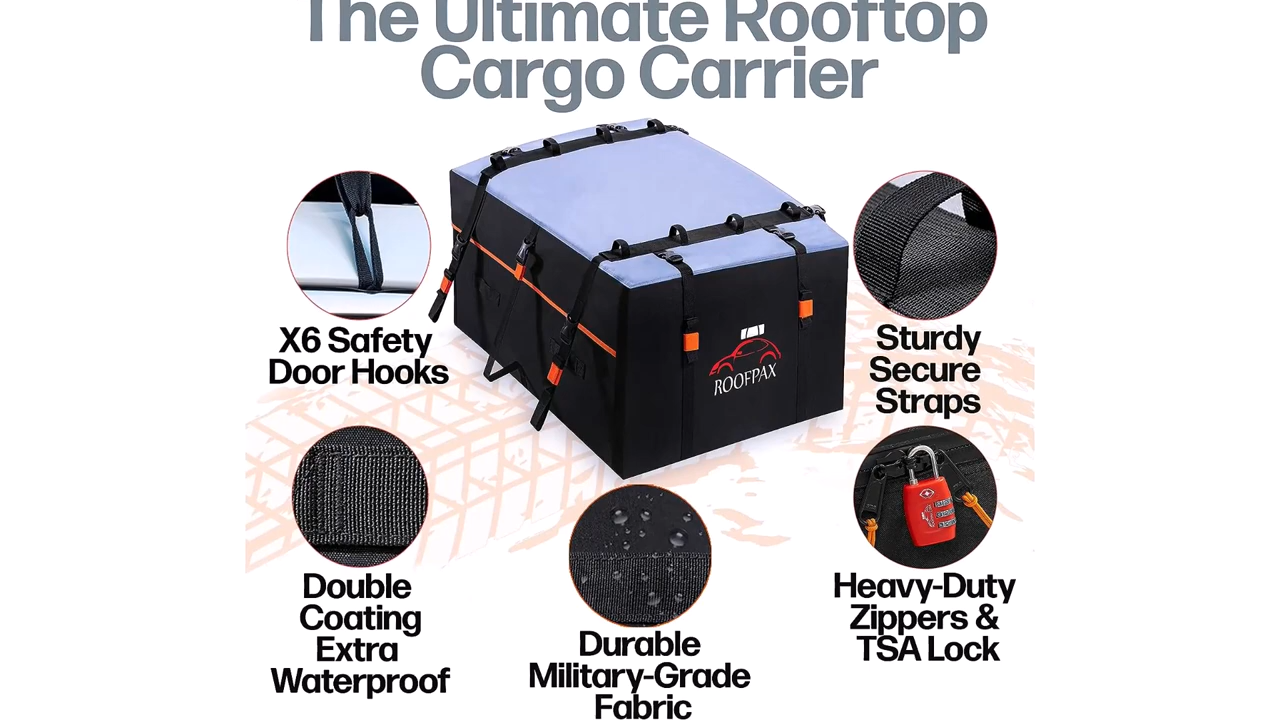 The Ultimate Rooftop
Cargo Carrier
X6 Safety
Door Hooks
Sturdy
Secure
Straps
ROOFPAX
Double
Coating
Extra
Waterproof
Durable
Military-Grade
Fabric
Heavy-Duty
Zippers &
TSA Lock